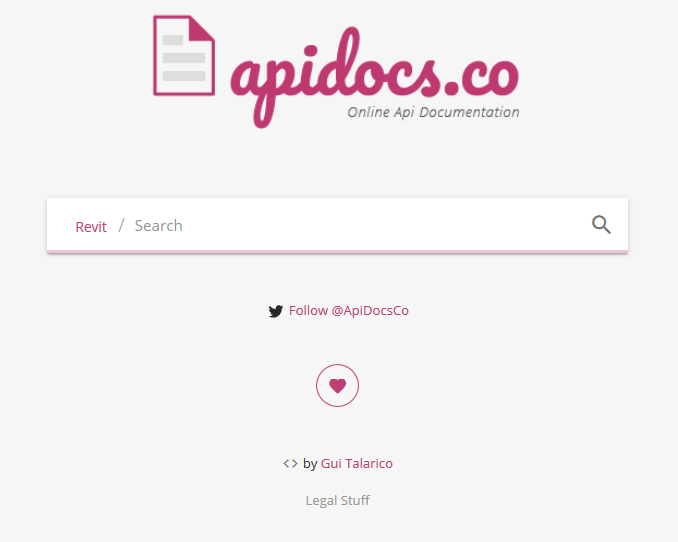 apidocs.co
Online Api Documentation
Revit / Search
Follow @ApiDocsCo
<> by Gui Talarico
Legal Stuff